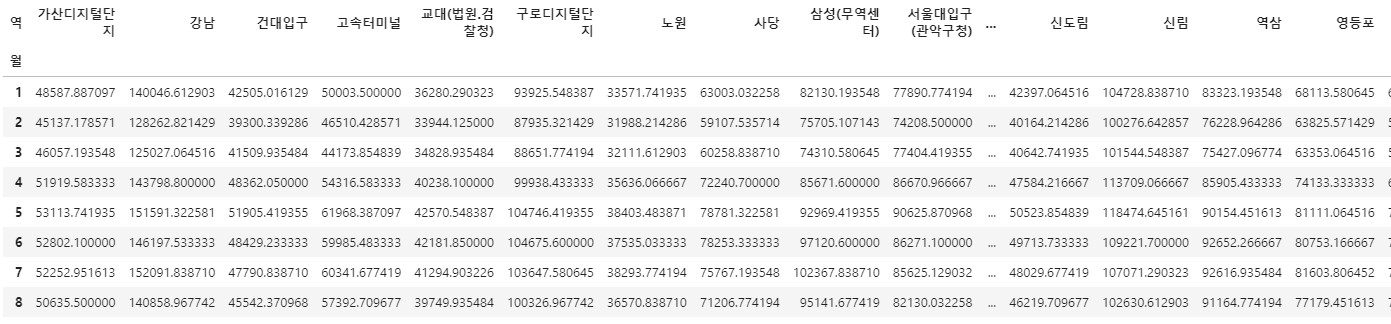 역 가산디지털단지 강남 건대입구 고속터미널 교대(법원.검찰청) 구로디지털단지 노원 사당 삼성(무역센터) 서울대입구(관악구청) ... 신도림 신림 역삼 영등포
월
1 48587.887097 140046.612903 42505.016129 50003.500000 36280.290323 93925.548387 33571.741935 63003.032258 82130.193548 77890.774194 ... 42397.064516 104728.838710 83323.193548 68113.580645
2 45137.178571 128262.821429 39300.339286 46510.428571 33944.125000 87935.321429 31988.214286 59107.535714 75705.107143 74208.500000 ... 40164.214286 100276.642857 76228.964286 63825.571429
3 46057.193548 125027.064516 41509.935484 44173.854839 34828.935484 88651.774194 32111.612903 60258.838710 74310.580645 77404.419355 ... 40642.741935 101544.548387 75427.096774 63353.064516
4 51919.583333 143798.800000 48362.050000 54316.583333 40238.100000 99938.433333 35636.066667 72240.700000 85671.600000 86670.966667 ... 47584.216667 113709.066667 85905.433333 74133.333333
5 53113.741935 151591.322581 51905.419355 61968.387097 42570.548387 104746.419355 38403.483871 78781.322581 92969.419355 90625.870968 ... 50523.854839 118474.645161 90154.451613 81111.064516
6 52802.100000 146197.533333 48429.233333 59985.483333 42181.850000 104675.600000 37535.033333 78253.333333 97120.600000 86271.100000 ... 49713.733333 109221.700000 92652.266667 80753.166667
7 52252.951613 152091.838710 47790.838710 60341.677419 41294.903226 103647.580645 38293.774194 75767.193548 102367.838710 85625.129032 ... 48029.677419 107071.290323 92616.935484 81603.806452
8 50635.500000 140858.967742 45542.370968 57392.709677 39749.935484 100326.967742 36570.838710 71206.774194 95141.677419 82130.032258 ... 46219.709677 102630.612903 91164.774194 77179.451613